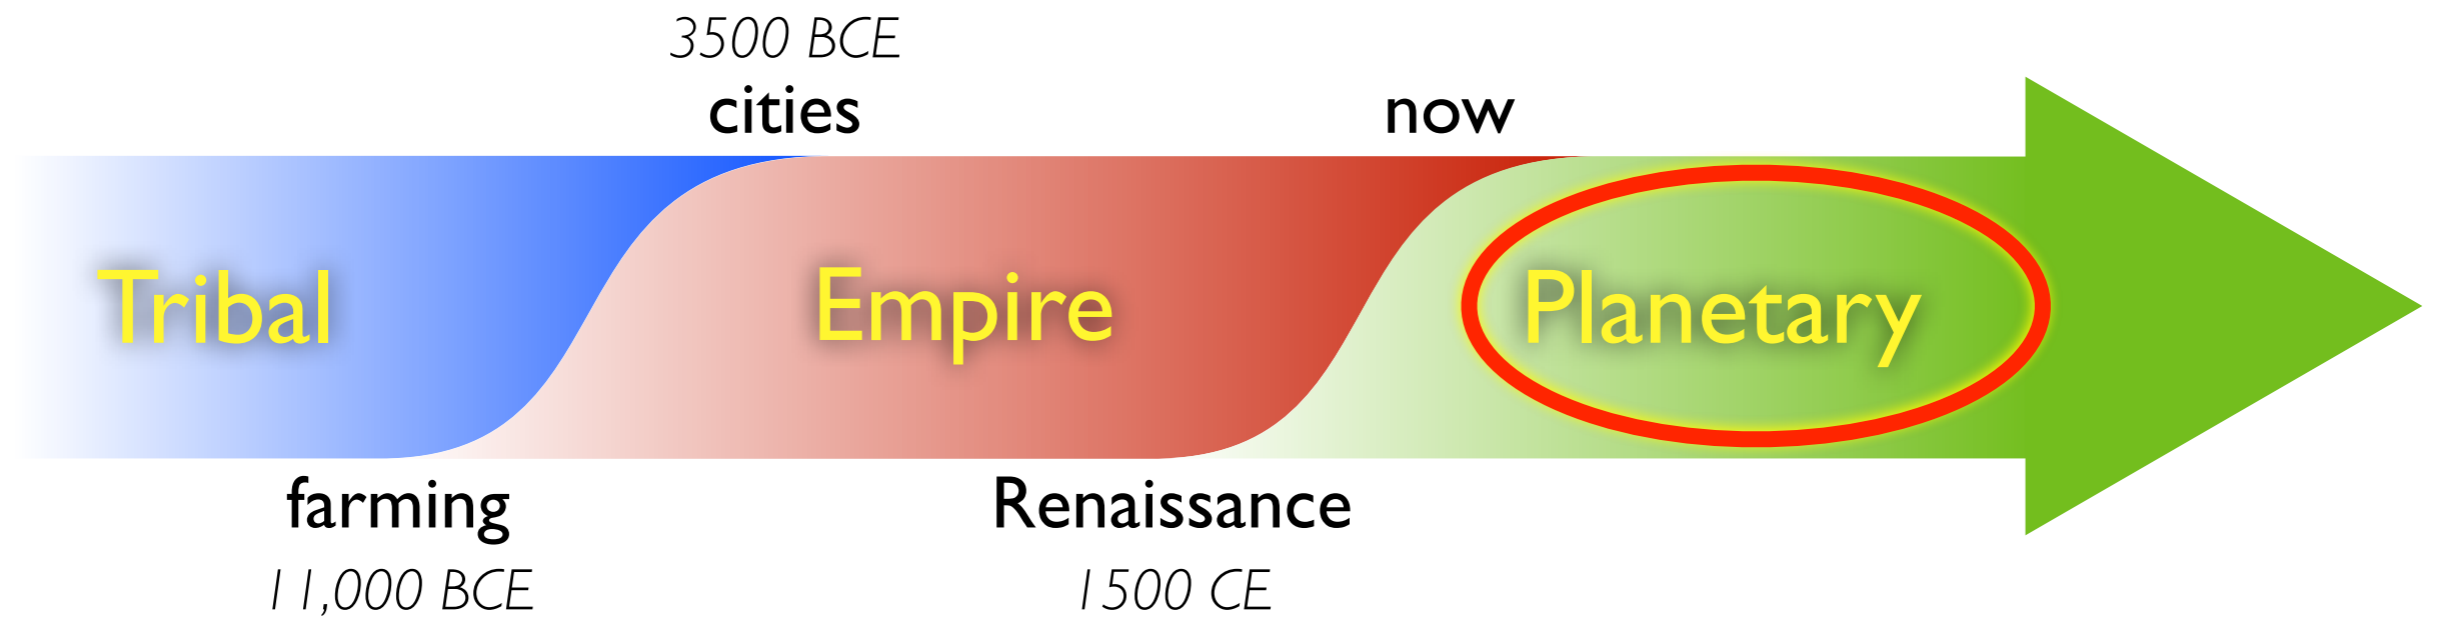 3500 BCE
cities
now
Tribal
Empire
Planetary
farming
Renaissance
11,000 BCE
1500 CE